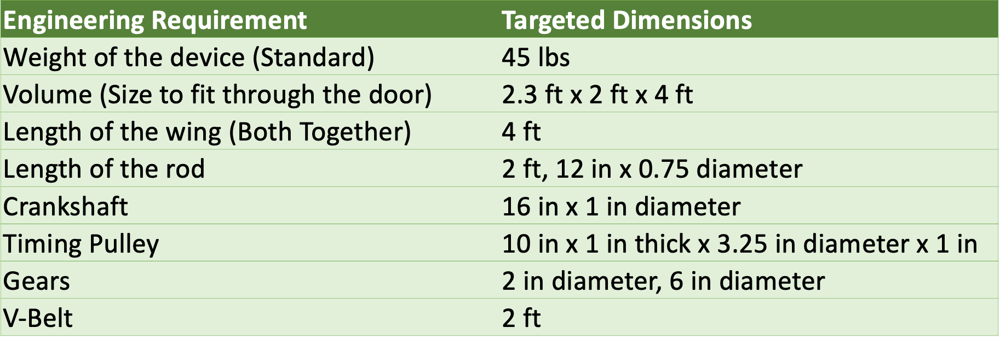 Engineering Requirement Targeted Dimensions
Weight of the device (Standard) 45 lbs
Volume (Size to fit through the door) 2.3 ft x 2 ft x 4 ft
Length of the wing (Both Together) 4 ft
Length of the rod 2 ft, 12 in x 0.75 diameter
Crankshaft 16 in x 1 in diameter
Timing Pulley 10 in x 1 in thick x 3.25 in diameter x 1 in
Gears 2 in diameter, 6 in diameter
V-Belt 2 ft